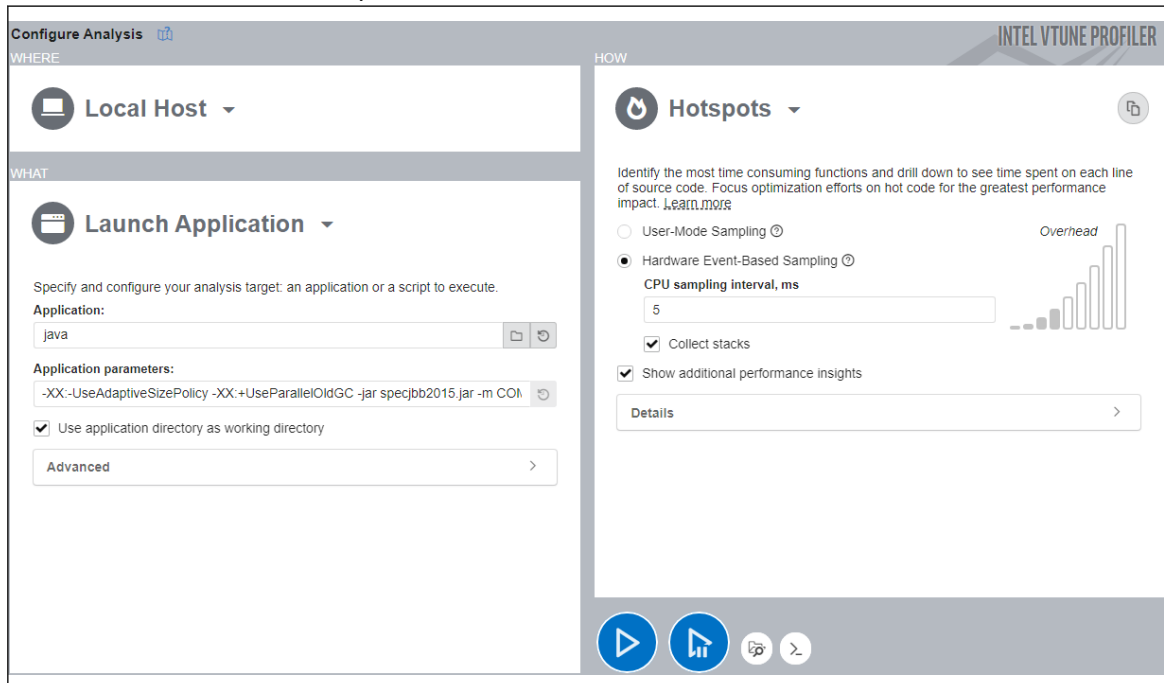 Configure Analysis
INTEL VTUNE PROFILER
WHERE
Local Host
WHAT
Launch Application
Specify and configure your analysis target: an application or a script to execute.
Application:
java
Application parameters:
-XX:-UseAdaptiveSizePolicy -XX:+UseParallelOldGC -jar specjbb2015.jar -m
Use application directory as working directory
Advanced
HOW
Hotspots
Identify the most time consuming functions and drill down to see time spent on each line
of source code. Focus optimization efforts on hot code for the greatest performance
impact. Learn more
User-Mode Sampling
Overhead
Hardware Event-Based Sampling
CPU sampling interval, ms
5
Collect stacks
Show additional performance insights
Details